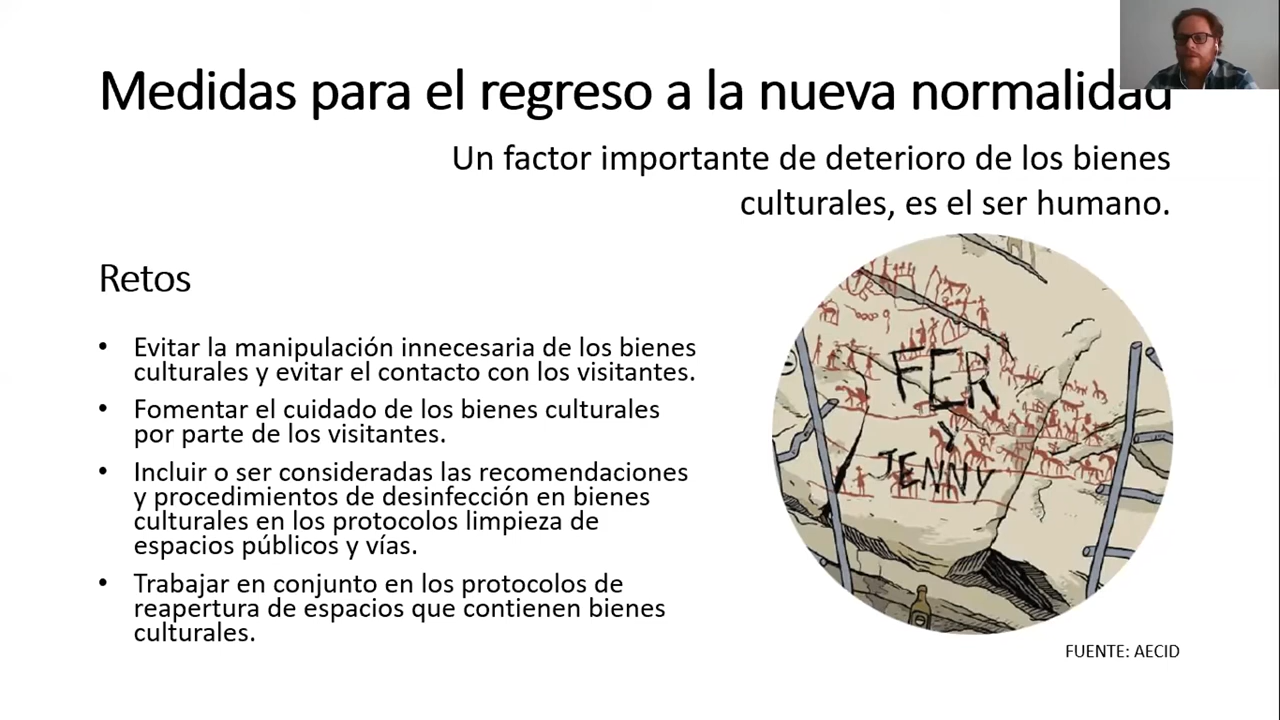 Medidas para el regreso a la nueva normalidad
Un factor importante de deterioro de los bienes
culturales, es el ser humano.
Retos
• Evitar la manipulación innecesaria de los bienes
culturales y evitar el contacto con los visitantes.
• Fomentar el cuidado de los bienes culturales
por parte de los visitantes.
• Incluir o ser consideradas las recomendaciones
y procedimientos de desinfección en bienes
culturales en los protocolos limpieza de
espacios públicos y vías.
• Trabajar en conjunto en los protocolos de
reapertura de espacios que contienen bienes
culturales.
FER
Y
JENNY
FUENTE: AECID